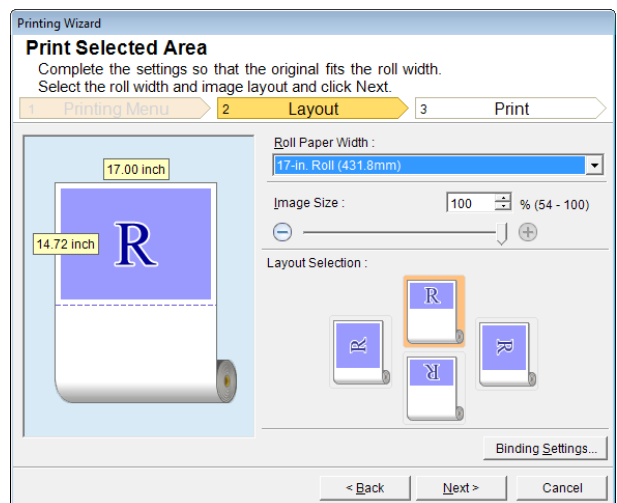 Printing Wizard
Print Selected Area
Complete the settings so that the original fits the roll width.
Select the roll width and image layout and click Next.
1 Printing Menu 2 Layout 3 Print
Roll Paper Width :
17-in. Roll (431.8mm)
17.00 inch
14.72 inch
R
Image Size : 100 % (54 - 100)
Layout Selection :
R
R
R
R
Binding Settings...
< Back Next > Cancel